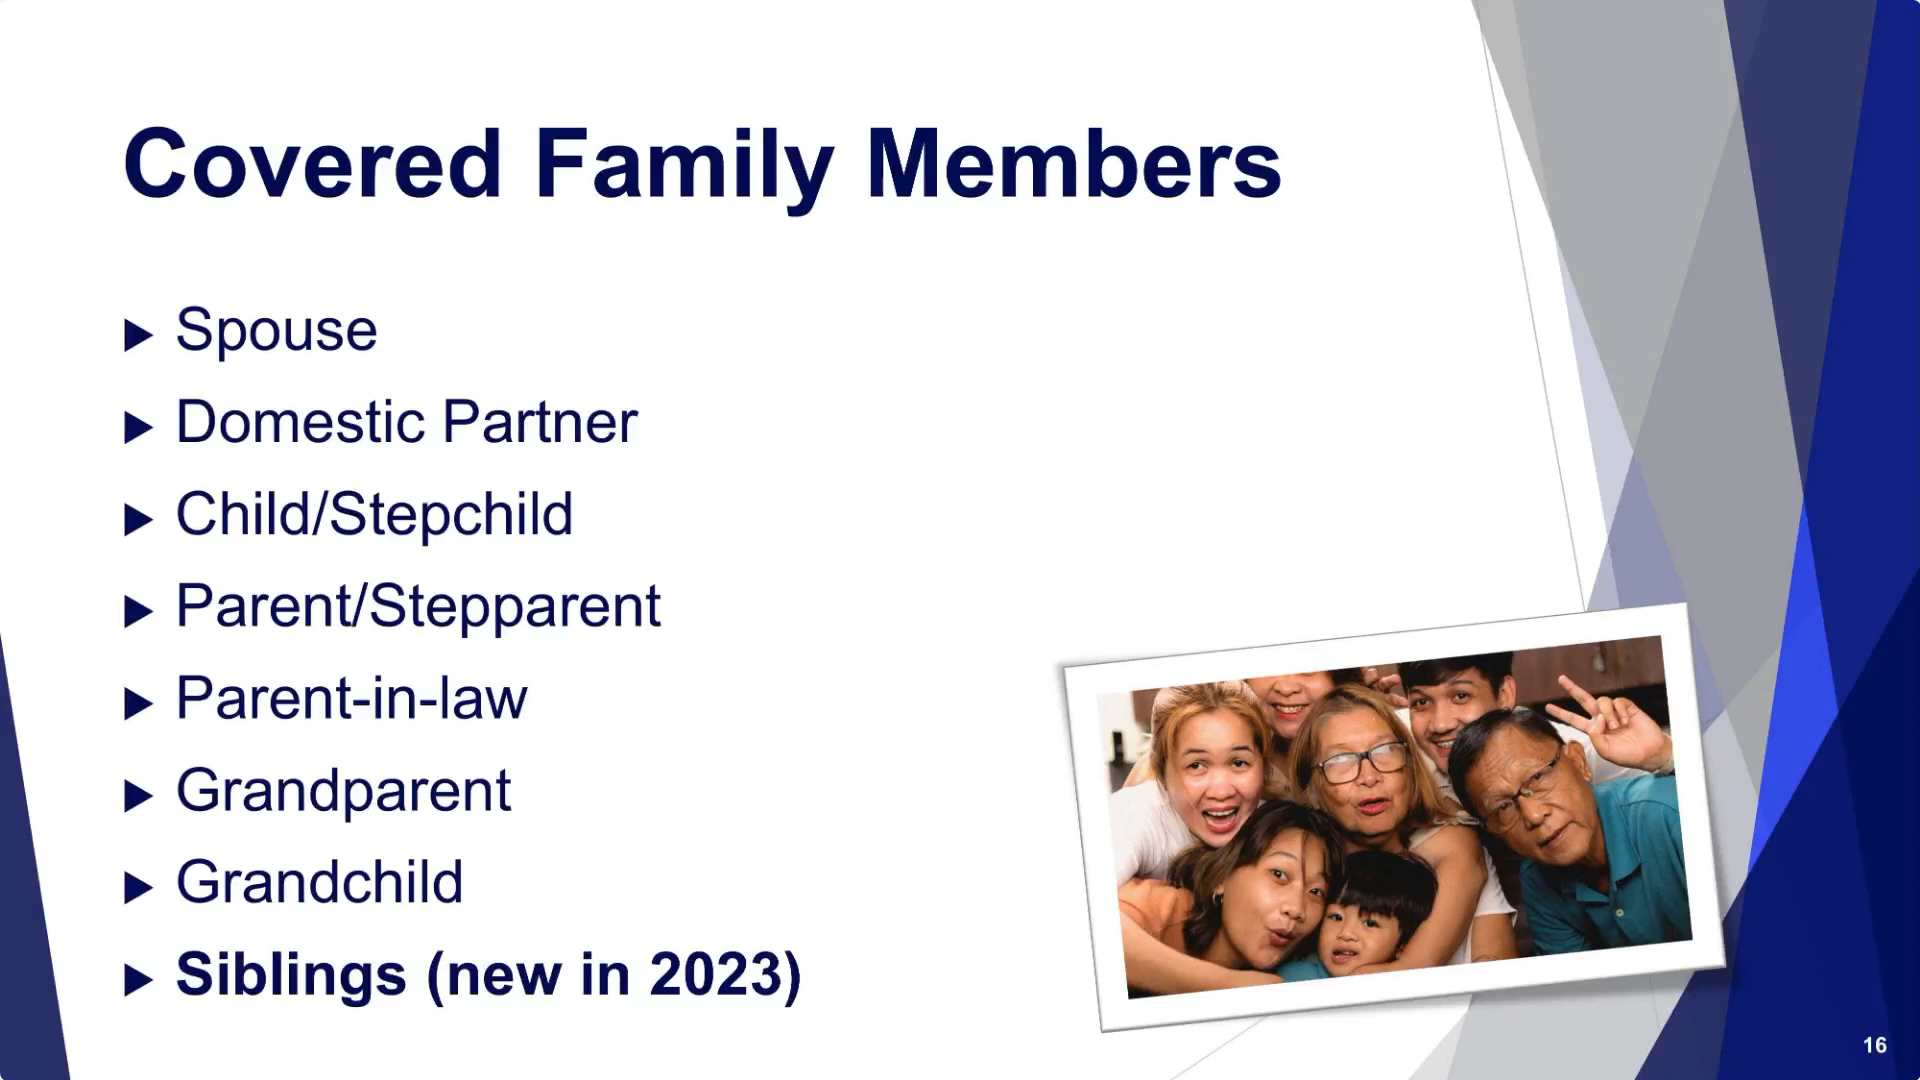 Covered Family Members
Spouse
Domestic Partner
Child/Stepchild
Parent/Stepparent
Parent-in-law
Grandparent
Grandchild
Siblings (new in 2023)
16